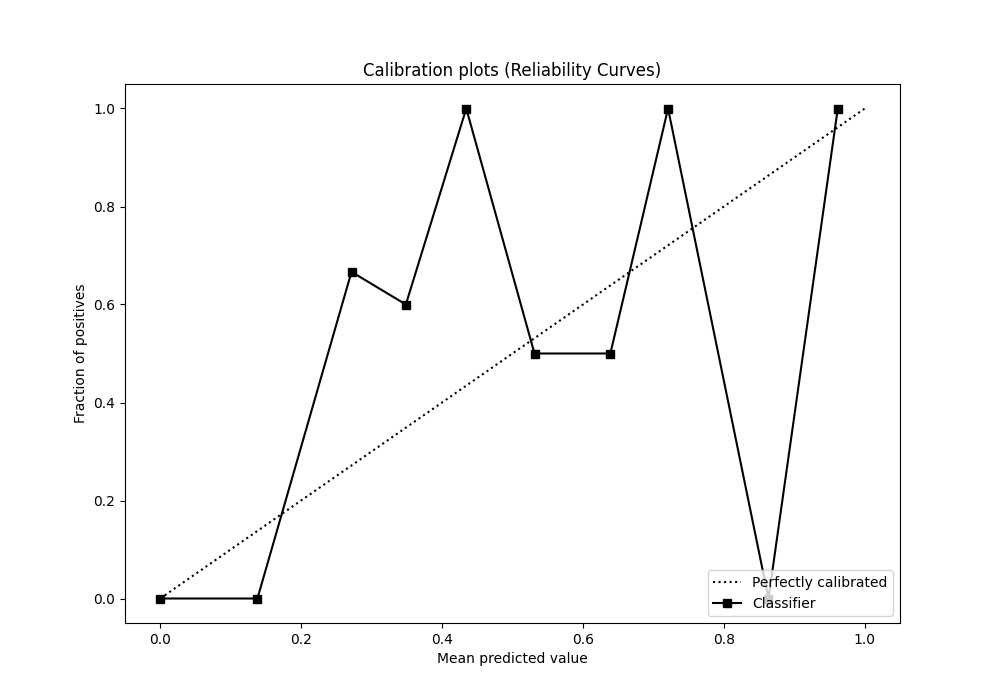 Calibration plots (Reliability Curves)
1.0
0.8
0.6
0.4
0.2
0.0
Fraction of positives
Perfectly calibrated
Classifier
0.0 0.2 0.4 0.6 0.8 1.0
Mean predicted value